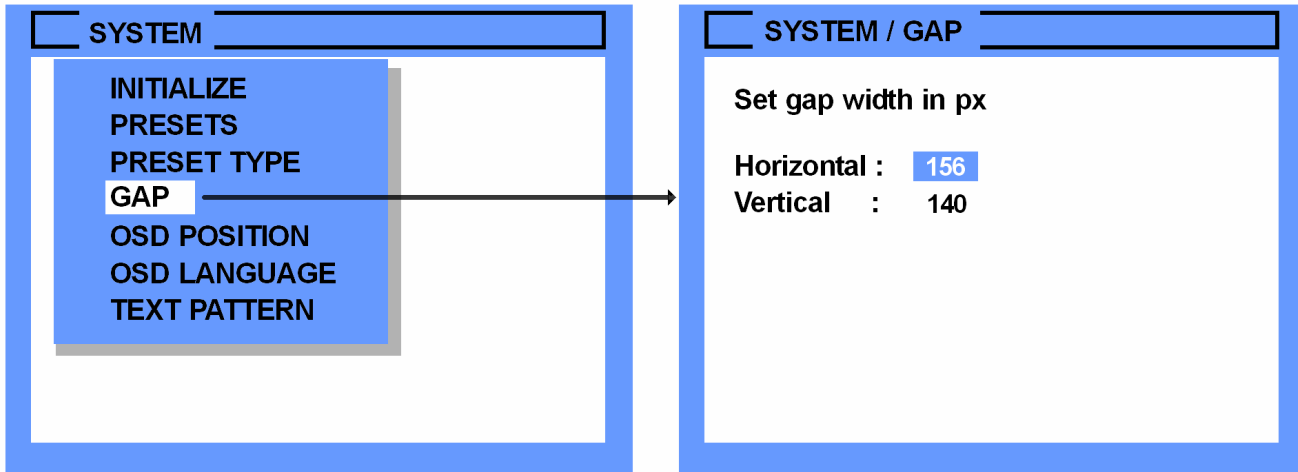 SYSTEM
INITIALIZE
PRESETS
PRESET TYPE
GAP
OSD POSITION
OSD LANGUAGE
TEXT PATTERN
SYSTEM / GAP
Set gap width in px
Horizontal : 156
Vertical : 140